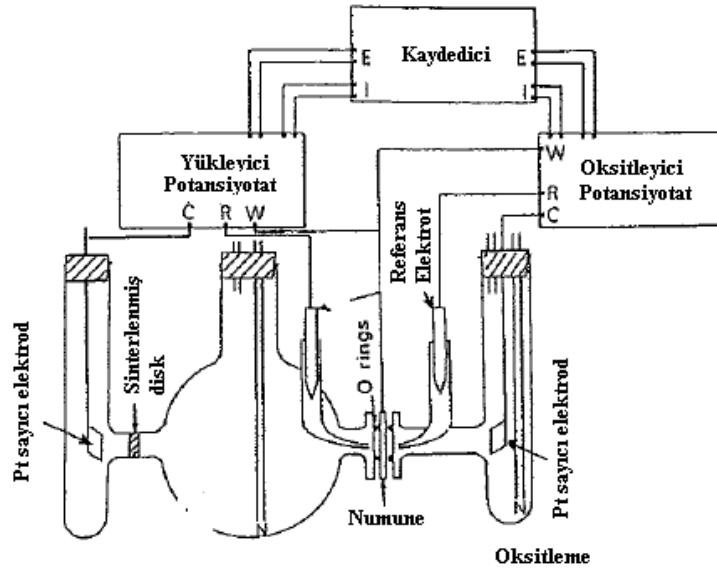 Kaydedici
E
E
I
I
Yükleyici
Potansiyotat
C R W
Oksitleyici
Potansiyotat
W
R
C
Referans
Elektrot
Sinterlenmiş
disk
O rings
Pt sayıcı elektrod
Pt sayıcı elektrod
Numune
N
N
Oksitleme